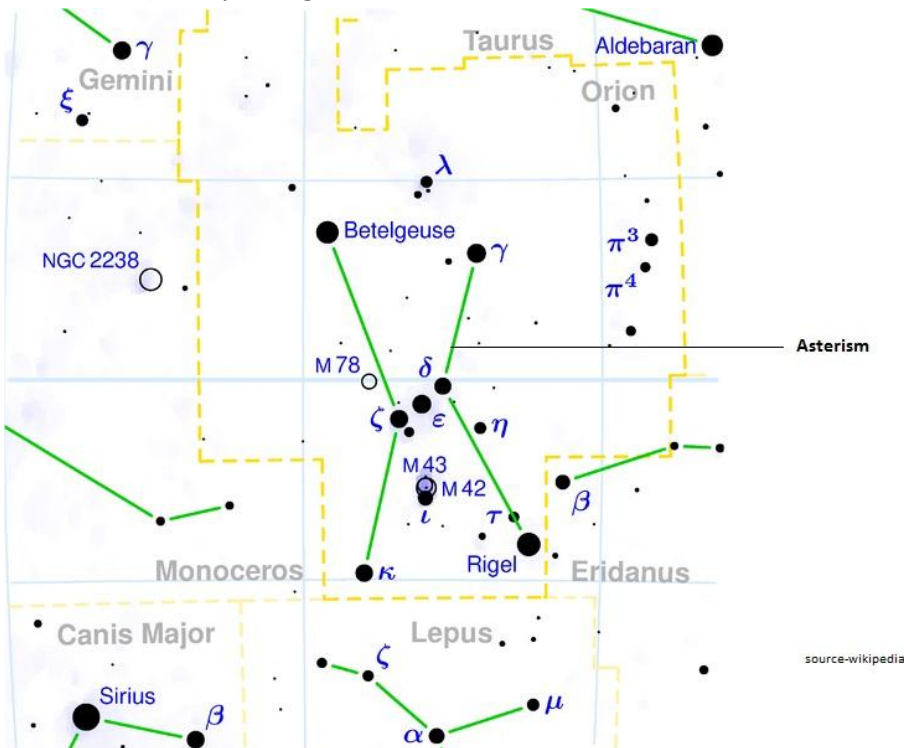 Taurus
Aldebaran
γ
Gemini
Orion
ξ
λ
Betelgeuse
γ
π³
NGC 2238
π⁴
Asterism
M 78
δ
ζ
ε
η
M 43
M 42
β
ι
τ
Rigel
κ
Monoceros
Eridanus
Canis Major
Lepus
ζ
source-wikipedia
Sirius
β
μ
α